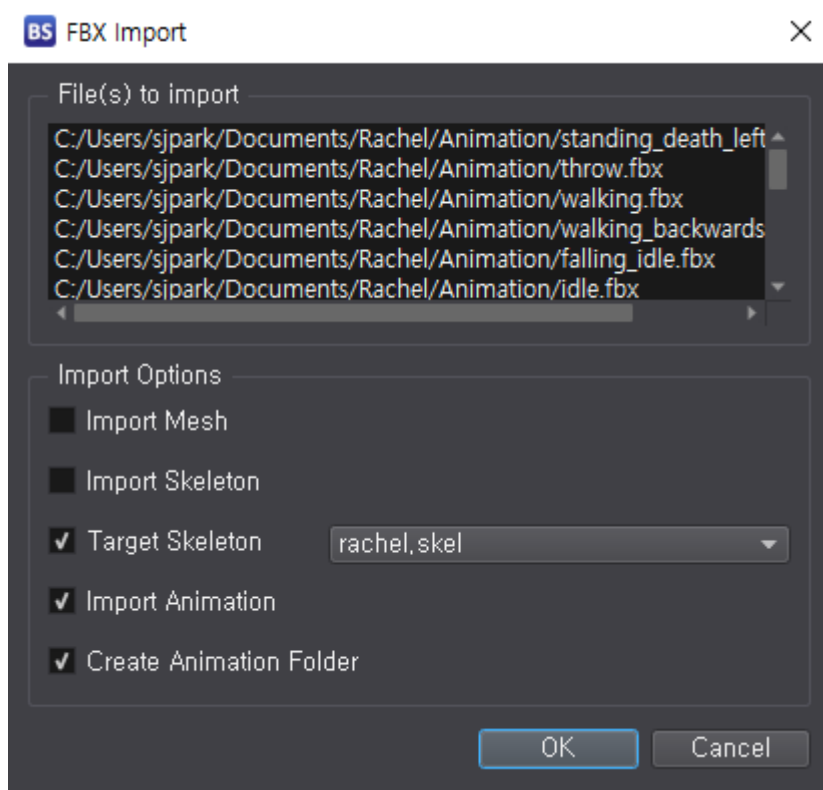 BS FBX Import
File(s) to import
C:/Users/sjpark/Documents/Rachel/Animation/standing_death_left
C:/Users/sjpark/Documents/Rachel/Animation/throw.fbx
C:/Users/sjpark/Documents/Rachel/Animation/walking.fbx
C:/Users/sjpark/Documents/Rachel/Animation/walking_backwards
C:/Users/sjpark/Documents/Rachel/Animation/falling_idle.fbx
C:/Users/sjpark/Documents/Rachel/Animation/idle.fbx
Import Options
Import Mesh
Import Skeleton
Target Skeleton rachel.skel
Import Animation
Create Animation Folder
OK Cancel